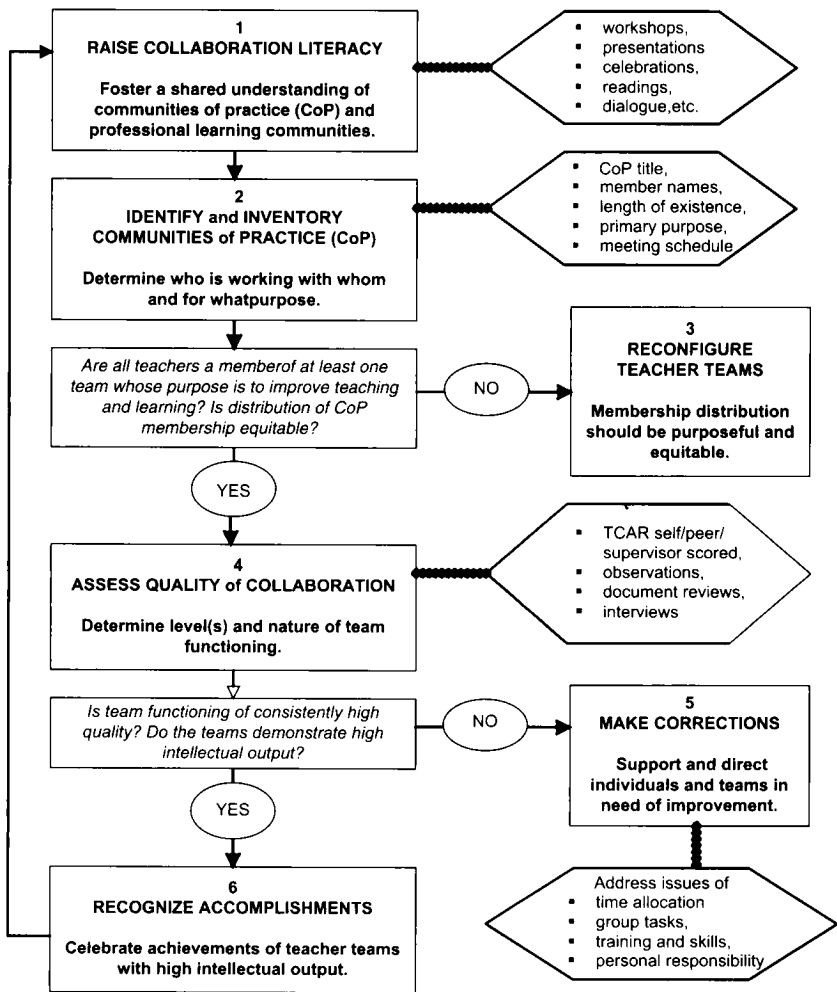 1
RAISE COLLABORATION LITERACY
Foster a shared understanding of
communities of practice (CoP) and
professional learning communities.
▪ workshops,
▪ presentations
▪ celebrations,
▪ readings,
▪ dialogue,etc.
2
IDENTIFY and INVENTORY
COMMUNITIES of PRACTICE (CoP)
Determine who is working with whom
and for whatpurpose.
▪ CoP title,
▪ member names,
▪ length of existence,
▪ primary purpose,
▪ meeting schedule
Are all teachers a memberof at least one
team whose purpose is to improve teaching
and learning? Is distribution of CoP
membership equitable?
NO
3
RECONFIGURE
TEACHER TEAMS
Membership distribution
should be purposeful and
equitable.
YES
4
ASSESS QUALITY of COLLABORATION
Determine level(s) and nature of team
functioning.
▪ TCAR self/peer/
supervisor scored,
▪ observations,
▪ document reviews,
▪ interviews
Is team functioning of consistently high
quality? Do the teams demonstrate high
intellectual output?
NO
5
MAKE CORRECTIONS
Support and direct
individuals and teams in
need of improvement.
YES
6
RECOGNIZE ACCOMPLISHMENTS
Celebrate achievements of teacher teams
with high intellectual output.
Address issues of
▪ time allocation
▪ group tasks,
▪ training and skills,
▪ personal responsibility